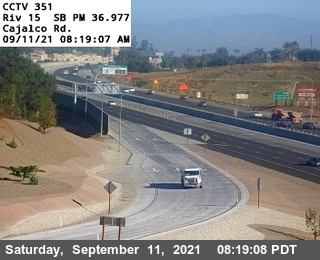 CCTV 351
Riv 15 SB PM 36.977
Cajalco Rd.
09/11/21 08:19:07 AM
Saturday, September 11, 2021 08:19:08 PDT